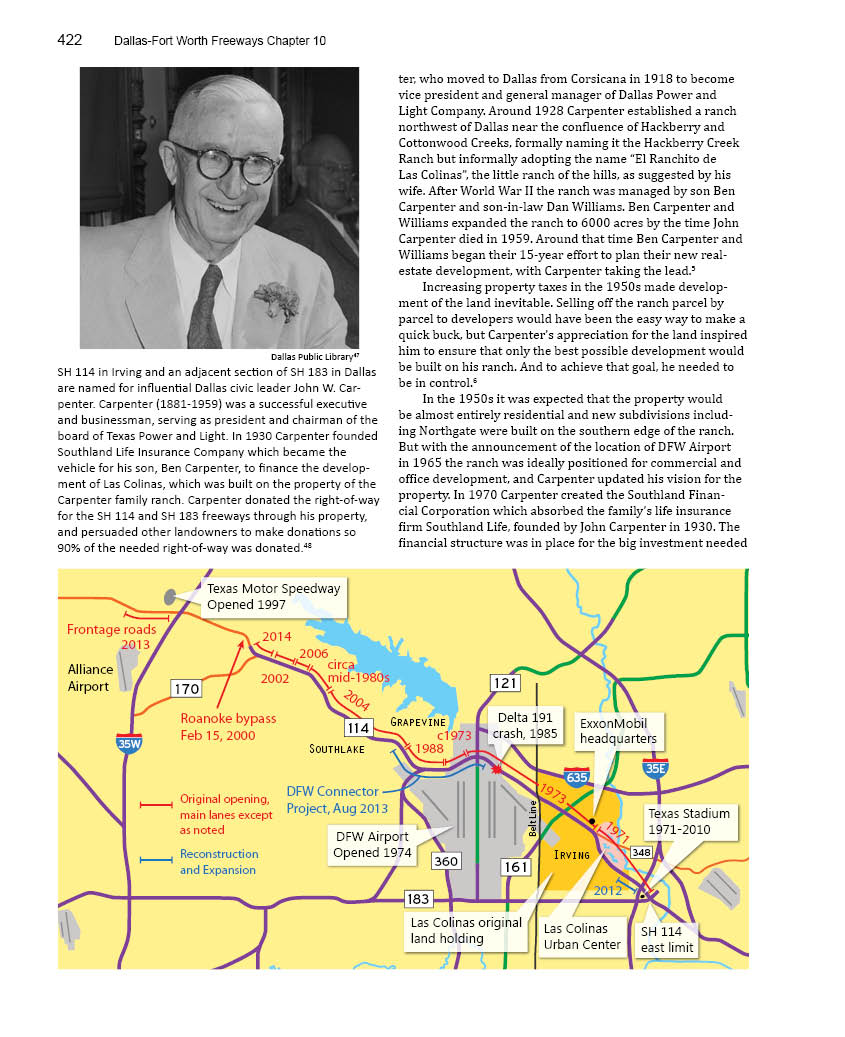 422 Dallas-Fort Worth Freeways Chapter 10
Dallas Public Library⁴⁷
SH 114 in Irving and an adjacent section of SH 183 in Dallas
are named for influential Dallas civic leader John W. Car-
penter. Carpenter (1881-1959) was a successful executive
and businessman, serving as president and chairman of the
board of Texas Power and Light. In 1930 Carpenter founded
Southland Life Insurance Company which became the
vehicle for his son, Ben Carpenter, to finance the develop-
ment of Las Colinas, which was built on the property of the
Carpenter family ranch. Carpenter donated the right-of-way
for the SH 114 and SH 183 freeways through his property,
and persuaded other landowners to make donations so
90% of the needed right-of-way was donated.⁴⁸
ter, who moved to Dallas from Corsicana in 1918 to become
vice president and general manager of Dallas Power and
Light Company. Around 1928 Carpenter established a ranch
northwest of Dallas near the confluence of Hackberry and
Cottonwood Creeks, formally naming it the Hackberry Creek
Ranch but informally adopting the name “El Ranchito de
Las Colinas”, the little ranch of the hills, as suggested by his
wife. After World War II the ranch was managed by son Ben
Carpenter and son-in-law Dan Williams. Ben Carpenter and
Williams expanded the ranch to 6000 acres by the time John
Carpenter died in 1959. Around that time Ben Carpenter and
Williams began their 15-year effort to plan their new real-
estate development, with Carpenter taking the lead.⁵
Increasing property taxes in the 1950s made develop-
ment of the land inevitable. Selling off the ranch parcel by
parcel to developers would have been the easy way to make a
quick buck, but Carpenter’s appreciation for the land inspired
him to ensure that only the best possible development would
be built on his ranch. And to achieve that goal, he needed to
be in control.⁶
In the 1950s it was expected that the property would
be almost entirely residential and new subdivisions includ-
ing Northgate were built on the southern edge of the ranch.
But with the announcement of the location of DFW Airport
in 1965 the ranch was ideally positioned for commercial and
office development, and Carpenter updated his vision for the
property. In 1970 Carpenter created the Southland Finan-
cial Corporation which absorbed the family’s life insurance
firm Southland Life, founded by John Carpenter in 1930. The
financial structure was in place for the big investment needed
Texas Motor Speedway
Opened 1997
Frontage roads
2013
2014
2006
circa
mid-1980s
2002
2004
Alliance
Airport
170
Roanoke bypass
Feb 15, 2000
35W
114
Southlake
Grapevine
1988
c1973
121
Delta 191
crash, 1985
ExxonMobil
headquarters
635
35E
1973
1971
Belt Line
Texas Stadium
1971-2010
348
Irving
2012
Original opening,
main lanes except
as noted
Reconstruction
and Expansion
DFW Connector
Project, Aug 2013
DFW Airport
Opened 1974
360
161
183
Las Colinas original
land holding
Las Colinas
Urban Center
SH 114
east limit